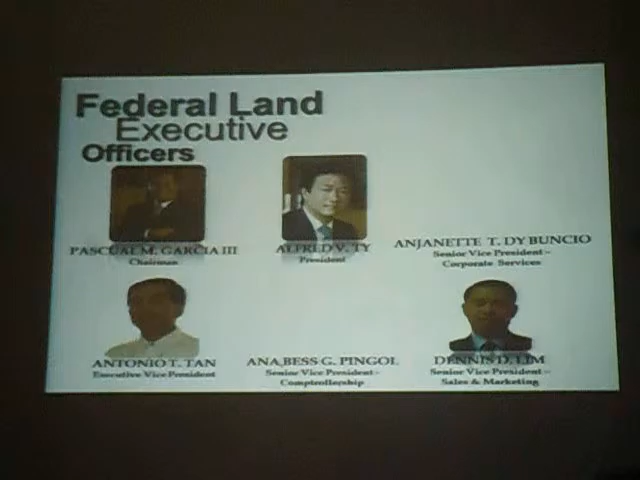 Federal Land
Executive
Officers
PASCUAL M. GARCIA III
Chairman
ALFRED V. TY
President
ANJANETTE T. DY BUNCIO
Senior Vice President –
Corporate Services
ANTONIO T. TAN
Executive Vice President
ANA BESS G. PINGOL
Senior Vice President –
Comptrollership
DENNIS D. LIM
Senior Vice President –
Sales & Marketing